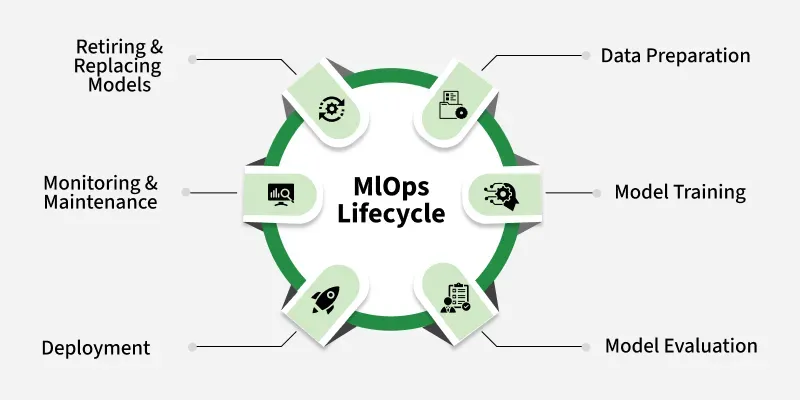 MlOps
Lifecycle
Data Preparation
Model Training
Model Evaluation
Deployment
Monitoring &
Maintenance
Retiring &
Replacing
Models